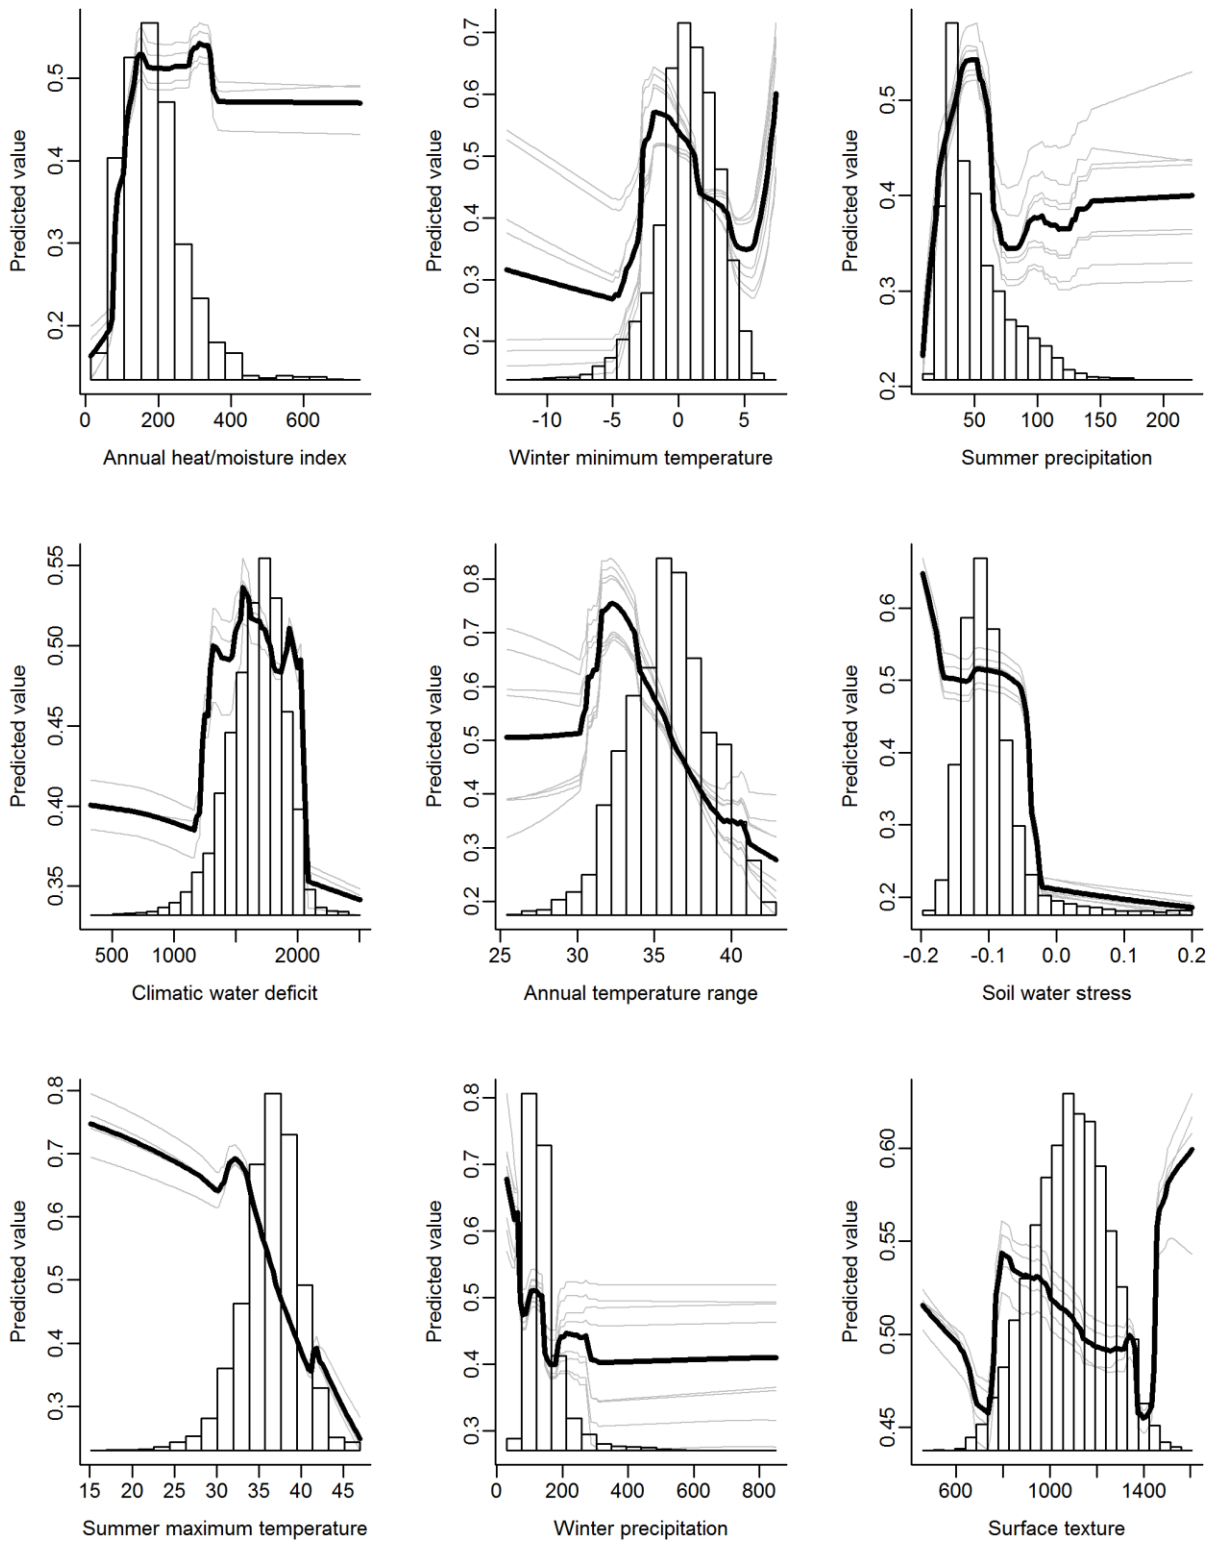 Predicted value
0.2 0.3 0.4 0.5
0 200 400 600
Annual heat/moisture index
Predicted value
0.2 0.3 0.4 0.5 0.6 0.7
-10 -5 0 5
Winter minimum temperature
Predicted value
0.2 0.3 0.4 0.5
50 100 150 200
Summer precipitation
Predicted value
0.35 0.40 0.45 0.50 0.55
500 1000 2000
Climatic water deficit
Predicted value
0.2 0.3 0.4 0.5 0.6 0.7 0.8
25 30 35 40
Annual temperature range
Predicted value
0.2 0.3 0.4 0.5 0.6
-0.2 -0.1 0.0 0.1 0.2
Soil water stress
Predicted value
0.3 0.4 0.5 0.6 0.7 0.8
15 20 25 30 35 40 45
Summer maximum temperature
Predicted value
0.3 0.4 0.5 0.6 0.7 0.8
0 200 400 600 800
Winter precipitation
Predicted value
0.45 0.50 0.55 0.60
600 1000 1400
Surface texture